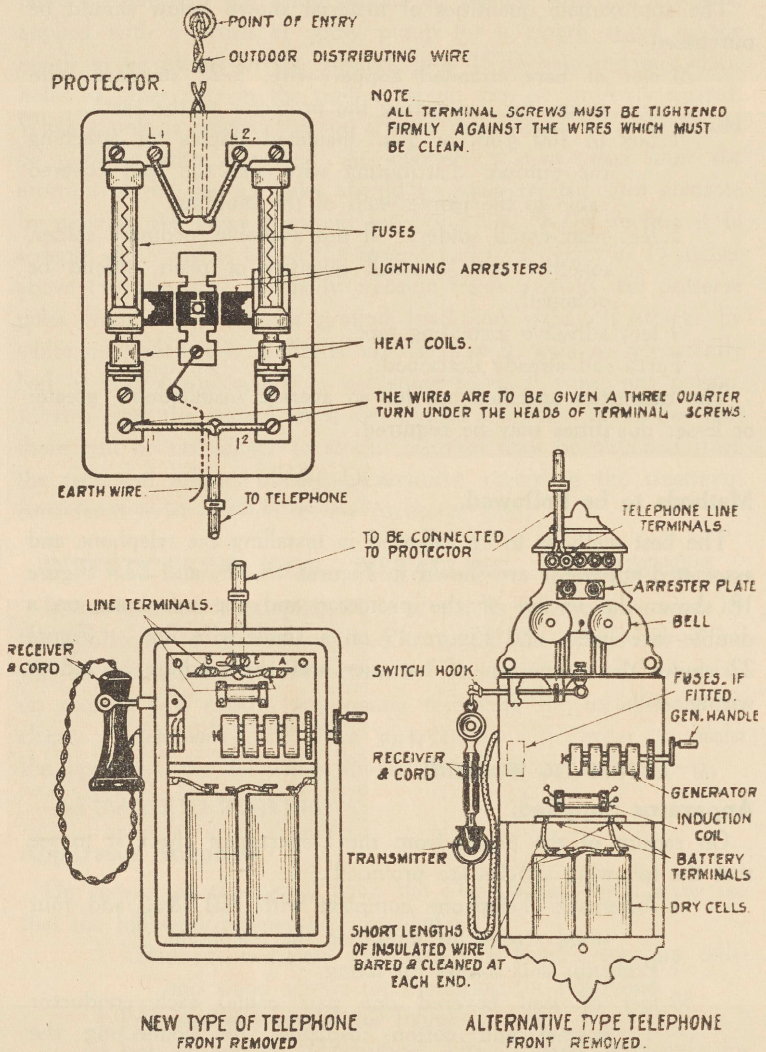 POINT OF ENTRY
OUTDOOR DISTRIBUTING WIRE
PROTECTOR.
NOTE.
ALL TERMINAL SCREWS MUST BE TIGHTENED
FIRMLY AGAINST THE WIRES WHICH MUST
BE CLEAN.
L1 L2.
FUSES
LIGHTNING ARRESTERS.
HEAT COILS.
THE WIRES ARE TO BE GIVEN A THREE QUARTER
TURN UNDER THE HEADS OF TERMINAL SCREWS.
I1 I2
EARTH WIRE
TO TELEPHONE
TO BE CONNECTED
TO PROTECTOR
TELEPHONE LINE
TERMINALS.
ARRESTER PLATE
BELL
LINE TERMINALS.
B E A
RECEIVER
& CORD
SWITCH HOOK
FUSES. IF
FITTED.
GEN. HANDLE
RECEIVER
& CORD
GENERATOR
INDUCTION
COIL
TRANSMITTER
BATTERY
TERMINALS
DRY CELLS.
SHORT LENGTHS
OF INSULATED WIRE
BARED & CLEANED AT
EACH END.
NEW TYPE OF TELEPHONE
FRONT REMOVED
ALTERNATIVE TYPE TELEPHONE
FRONT REMOVED.